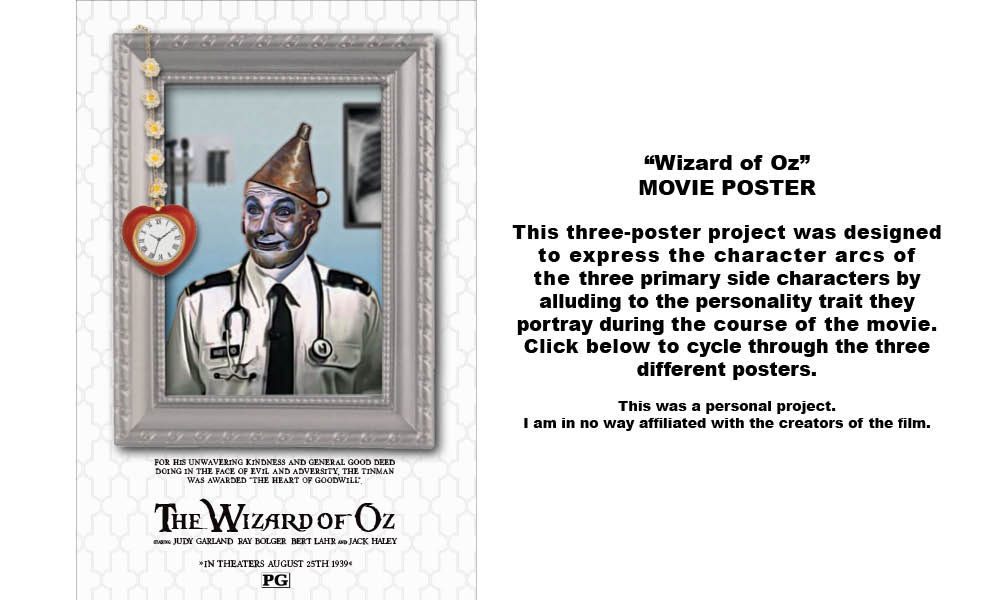 FOR HIS UNWAVERING KINDNESS AND GENERAL GOOD DEED
DOING IN THE FACE OF EVIL AND ADVERSITY, THE TINMAN
WAS AWARDED "THE HEART OF GOODWILL".
THE WIZARD OF OZ
STARRING JUDY GARLAND RAY BOLGER BERT LAHR AND JACK HALEY
»IN THEATERS AUGUST 25TH 1939«
PG
“Wizard of Oz”
MOVIE POSTER
This three-poster project was designed
to express the character arcs of
the three primary side characters by
alluding to the personality trait they
portray during the course of the movie.
Click below to cycle through the three
different posters.
This was a personal project.
I am in no way affiliated with the creators of the film.